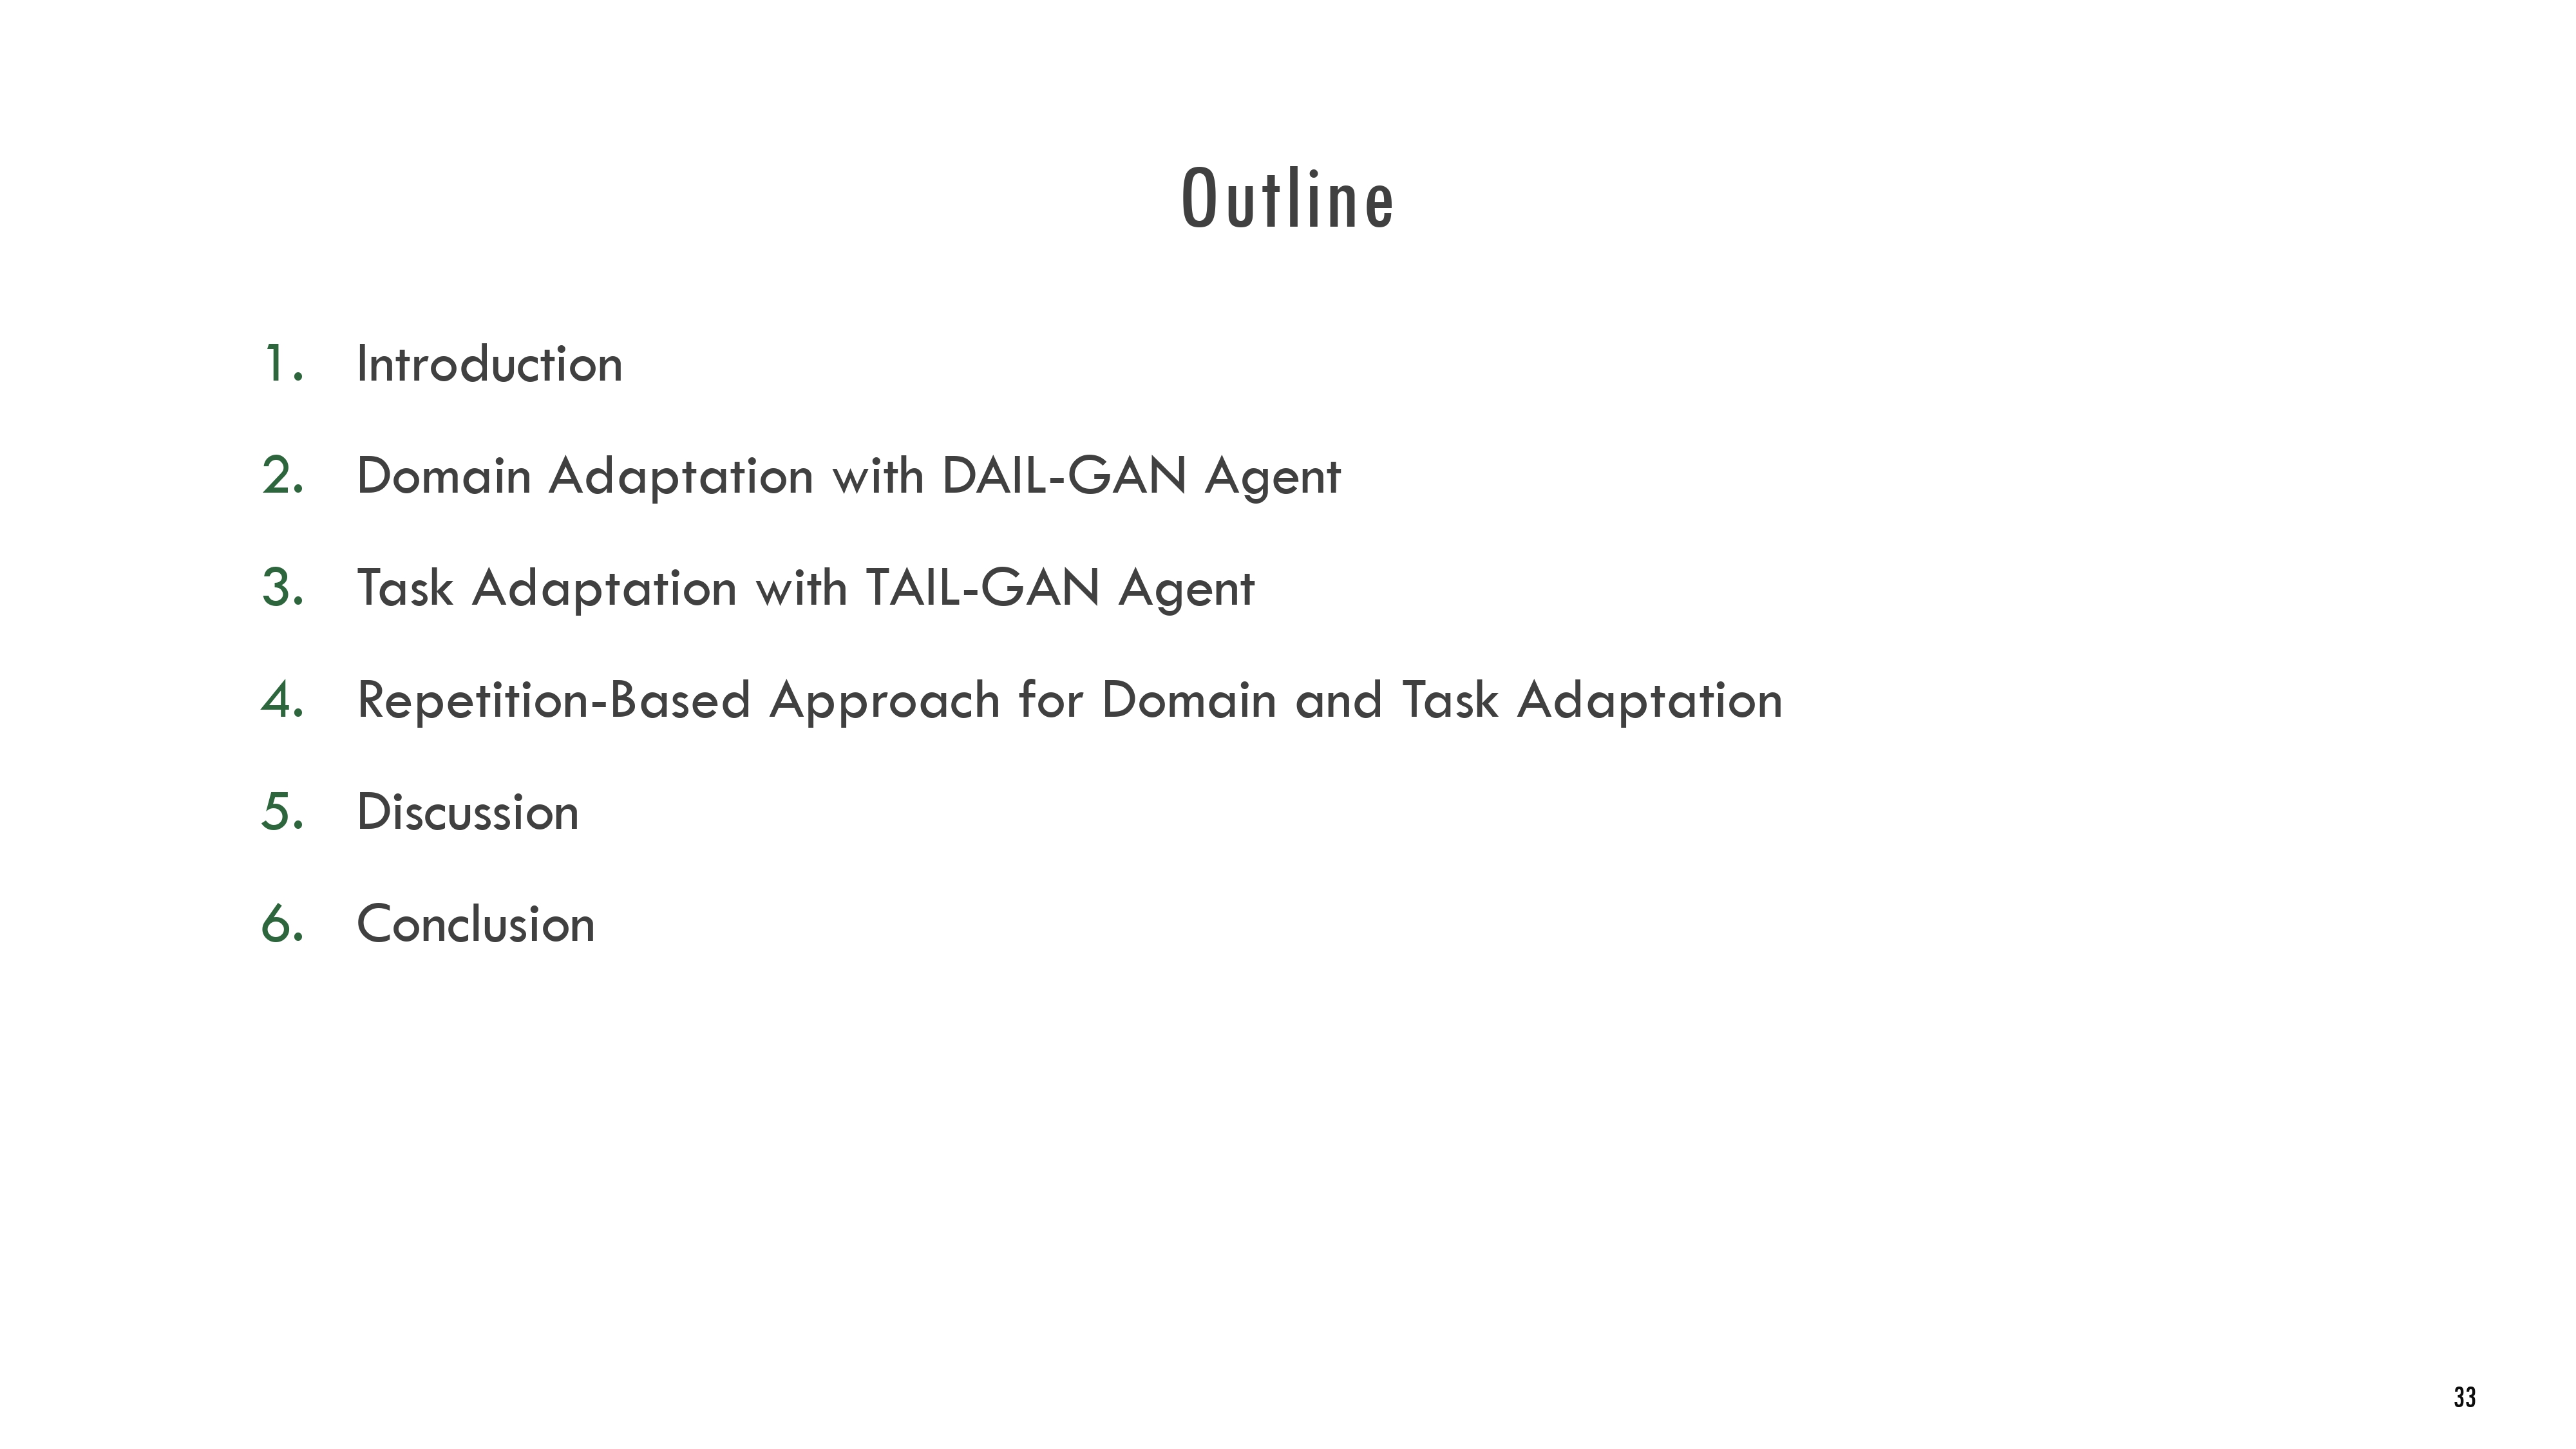 Outline
1. Introduction
2. Domain Adaptation with DAIL-GAN Agent
3. Task Adaptation with TAIL-GAN Agent
4. Repetition-Based Approach for Domain and Task Adaptation
5. Discussion
6. Conclusion
33